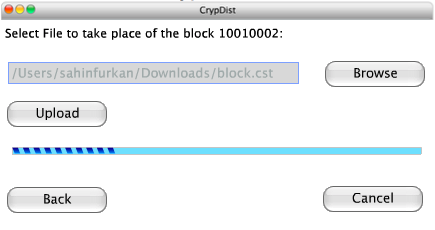 CrypDist
Select File to take place of the block 10010002:
/Users/sahinfurkan/Downloads/block.cst
Browse
Upload
Back
Cancel